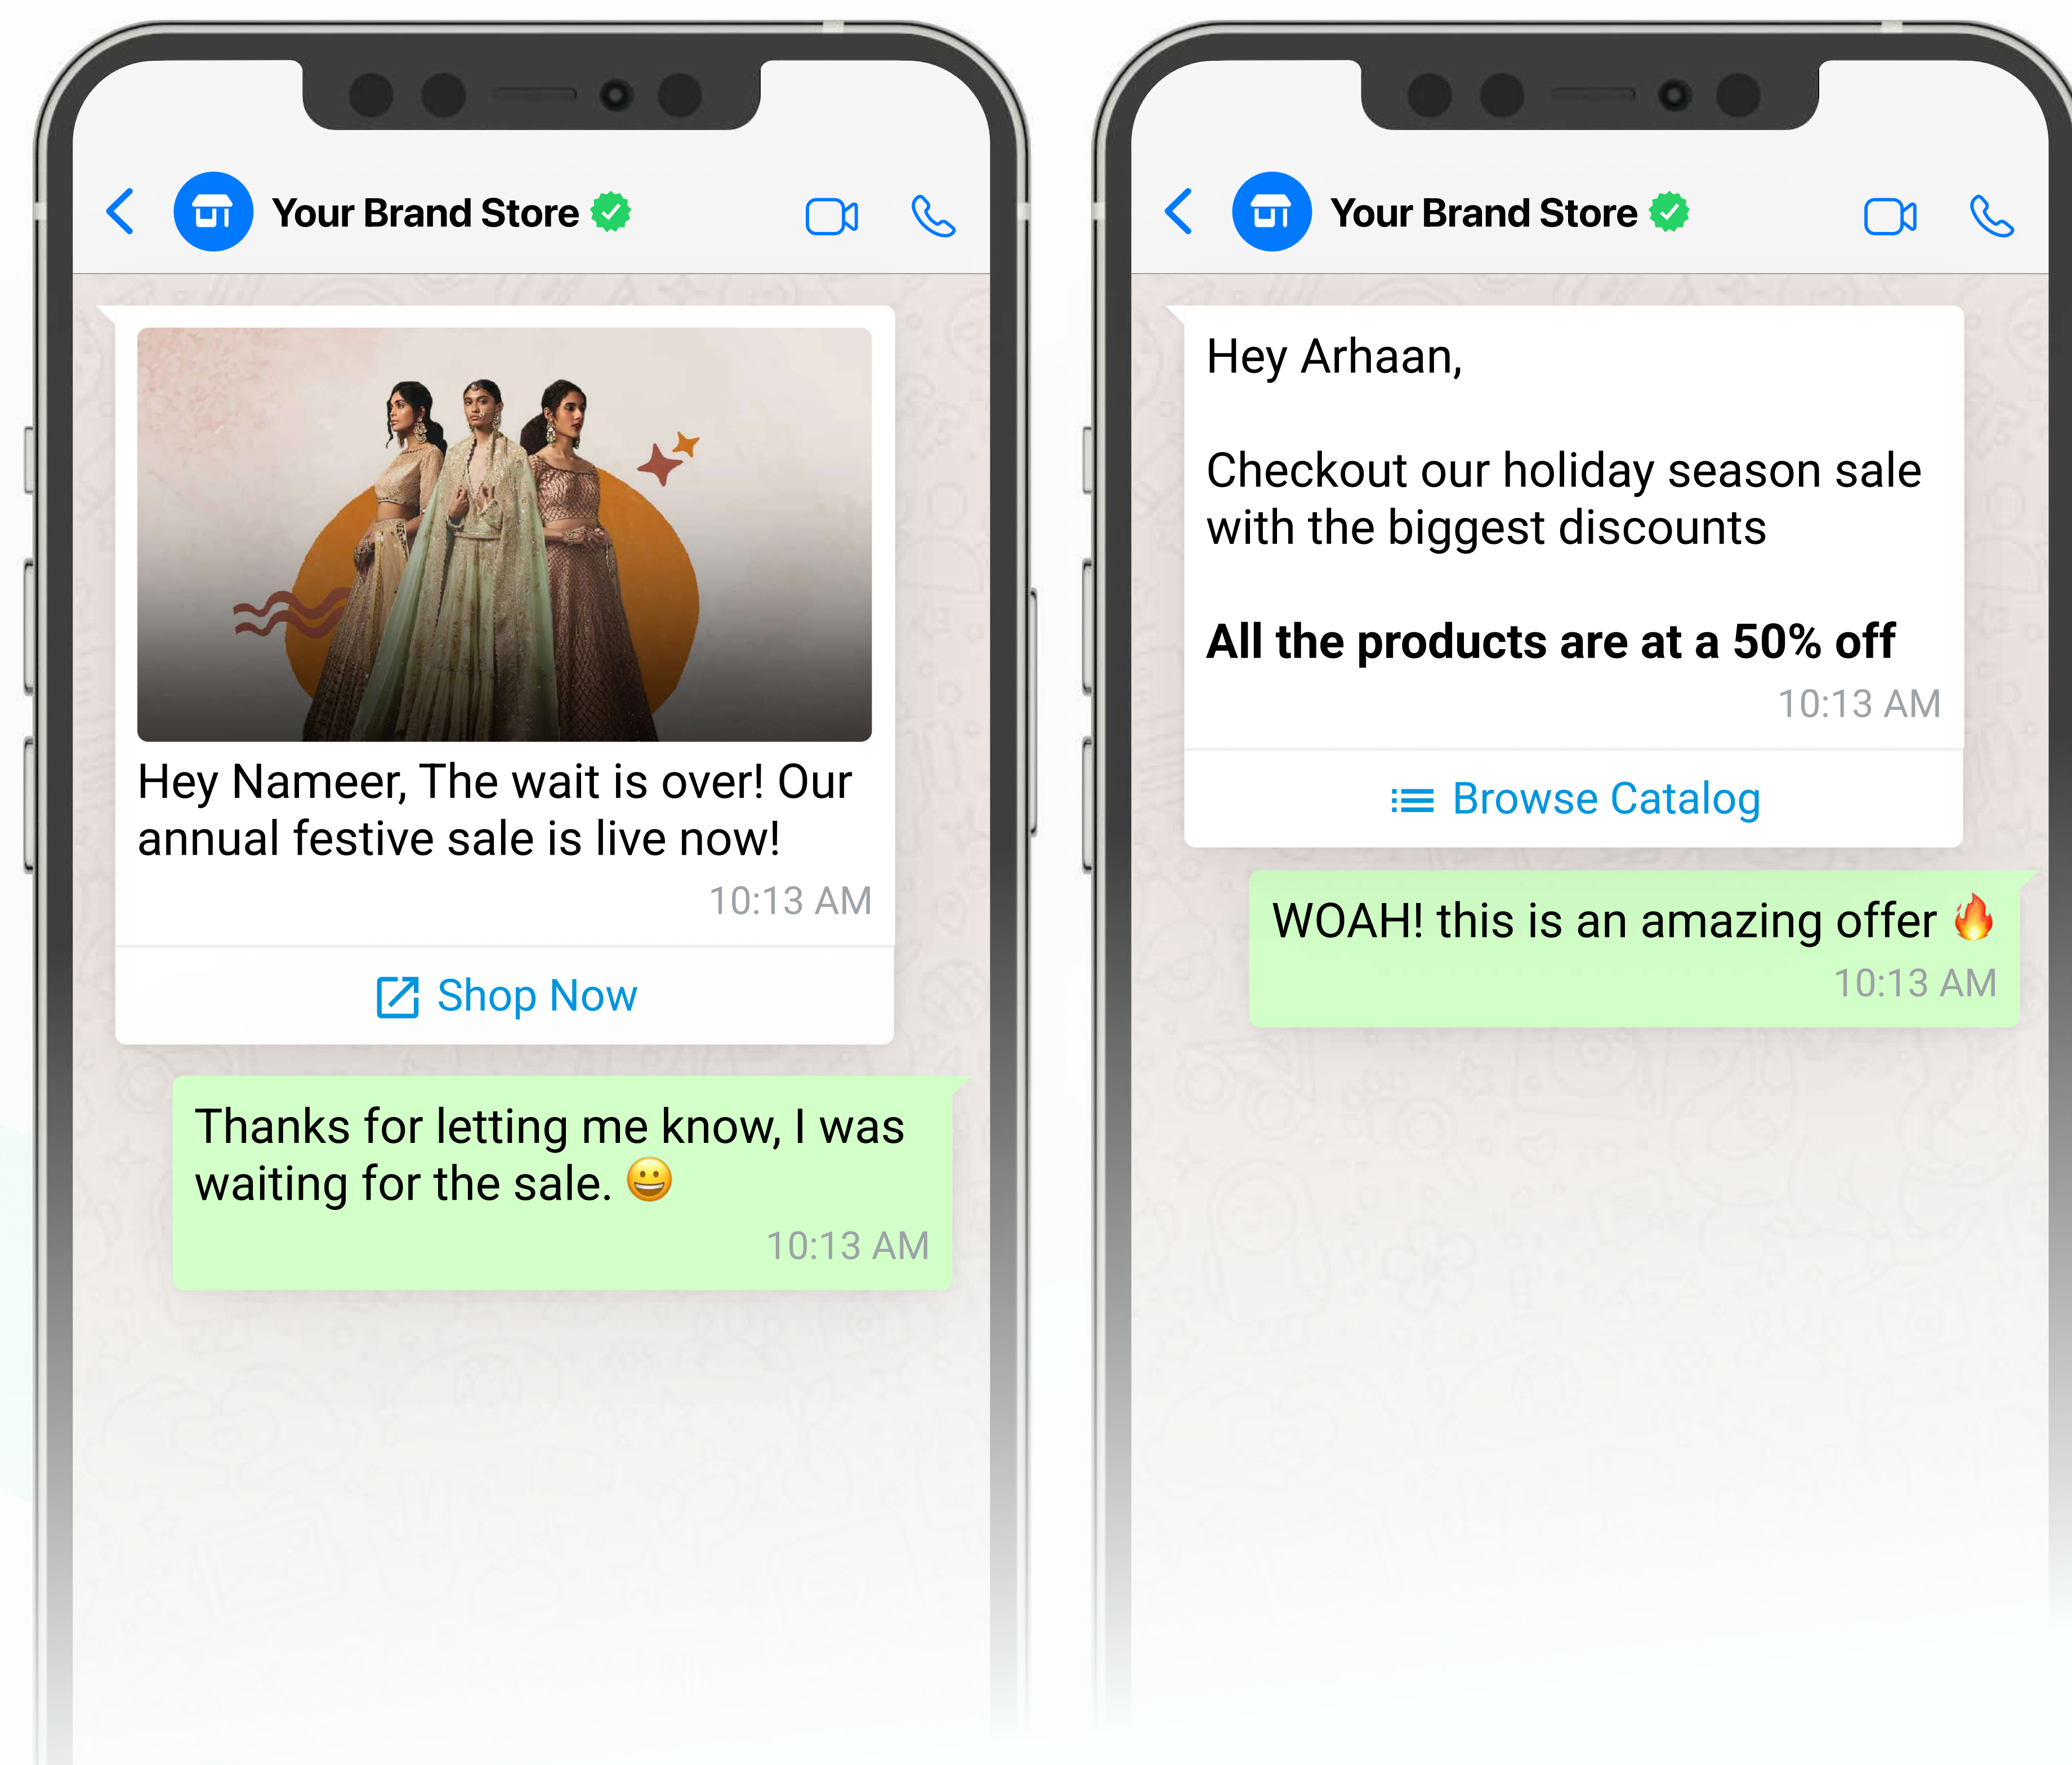 Your Brand Store
Hey Nameer, The wait is over! Our
annual festive sale is live now!
10:13 AM
Shop Now
Thanks for letting me know, I was
waiting for the sale. 😀
10:13 AM
Your Brand Store
Hey Arhaan,
Checkout our holiday season sale
with the biggest discounts
All the products are at a 50% off
10:13 AM
Browse Catalog
WOAH! this is an amazing offer 🔥
10:13 AM